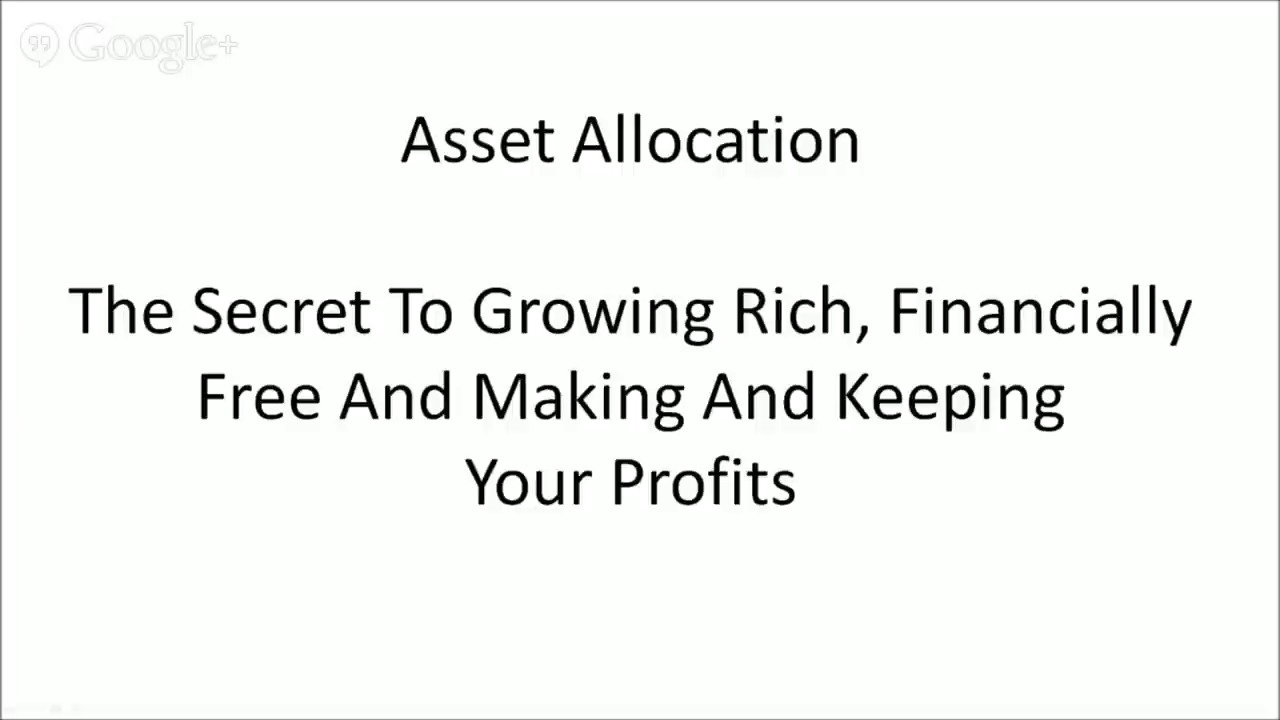 Google+
Asset Allocation
The Secret To Growing Rich, Financially
Free And Making And Keeping
Your Profits